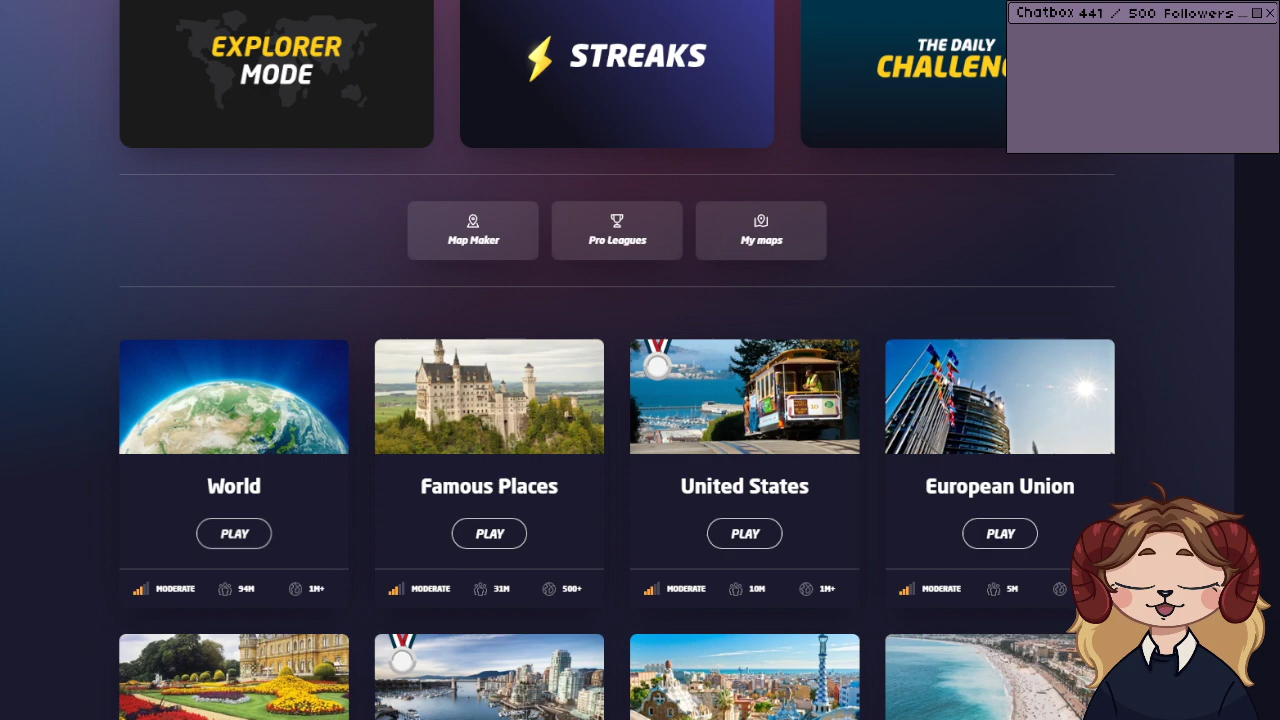 Chatbox 441 / 500 Followers
EXPLORER
MODE
STREAKS
THE DAILY
CHALLENG
Map Maker
Pro Leagues
My maps
World
Famous Places
United States
European Union
PLAY
PLAY
PLAY
PLAY
MODERATE 94M 1M+
MODERATE 31M 500+
MODERATE 10M 1M+
MODERATE 5M